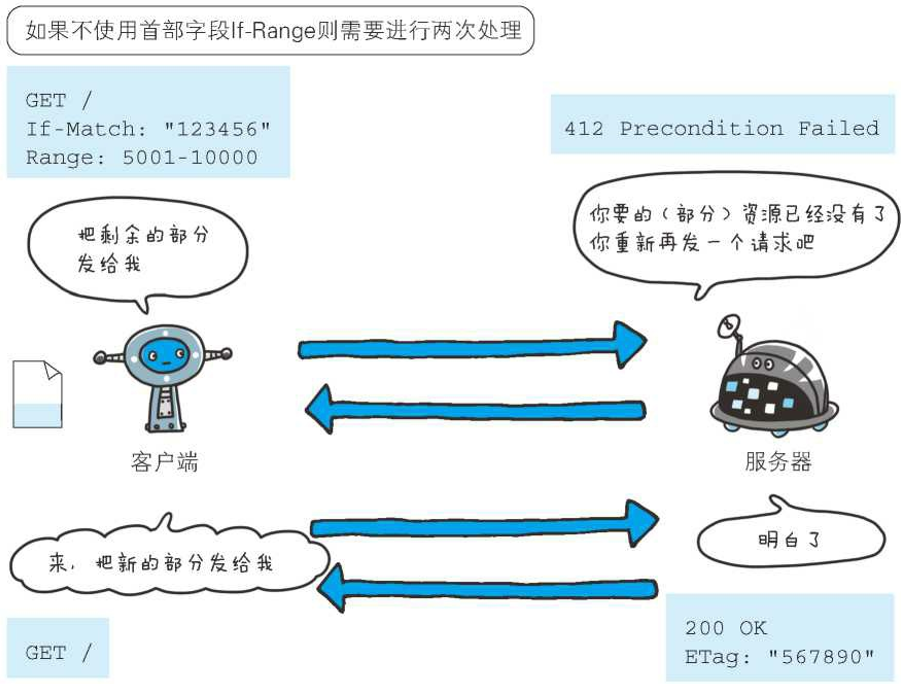 如果不使用首部字段If-Range则需要进行两次处理
GET /
If-Match: "123456"
Range: 5001-10000
412 Precondition Failed
把剩余的部分
发给我
你要的（部分）资源已经没有了
你重新再发一个请求吧
客户端
服务器
来，把新的部分发给我
明白了
GET /
200 OK
ETag: "567890"